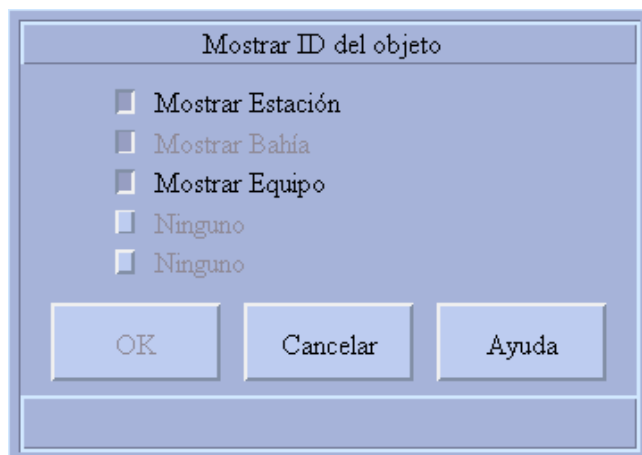 Mostrar ID del objeto
Mostrar Estación
Mostrar Bahía
Mostrar Equipo
Ninguno
Ninguno
OK Cancelar Ayuda